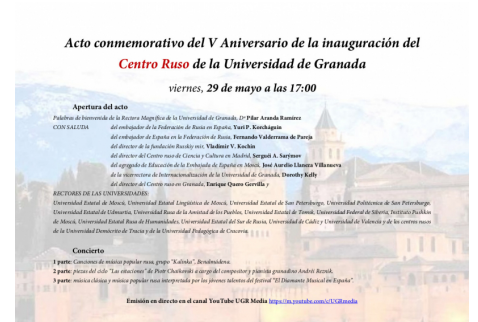 Acto conmemorativo del V Aniversario de la inauguración del
Centro Ruso de la Universidad de Granada
viernes, 29 de mayo a las 17:00
Apertura del acto
Palabras de bienvenida de la Rectora Magnífica de la Universidad de Granada, Dª Pilar Aranda Ramírez
CON SALUDA del embajador de la Federación de Rusia en España, Yuri P. Korcháguin
del embajador de España en la Federación de Rusia, Fernando Valderrama de Pareja
del director de la fundación Russkiy mir, Vladímir V. Kochin
del director del Centro ruso de Ciencia y Cultura en Madrid, Serguéi A. Sarýmov
del agregado de Educación de la Embajada de España en Moscú, José Aurelio Llaneza Villanueva
de la vicerrectora de Internacionalización de la Universidad de Granada, Dorothy Kelly
del director del Centro ruso en Granada, Enrique Quero Gervilla y
RECTORES DE LAS UNIVERSIDADES:
Universidad Estatal de Moscú, Universidad Estatal Lingüística de Moscú, Universidad Estatal de San Petersburgo, Universidad Politécnica de San Petersburgo,
Universidad Estatal de Udmurtia, Universidad Rusa de la Amistad de los Pueblos, Universidad Estatal de Tomsk, Universidad Federal de Siberia, Instituto Pushkin
de Moscú, Universidad Estatal Rusa de Humanidades, Universidad Estatal del Sur de Rusia, Universidad de Cádiz y Universidad de Valencia y de los centros rusos
de la Universidad Demócrito de Tracia y de la Universidad Pedagógica de Cracovia.
Concierto
1 parte: Canciones de música popular rusa, grupo "Kalinka", Benalmádena.
2 parte: piezas del ciclo "Las estaciones" de Piotr Chaikovski a cargo del compositor y pianista granadino Andrés Reznik.
3 parte: música clásica y música popular rusa interpretada por los jóvenes talentos del festival "El Diamante Musical en España".
Emisión en directo en el canal YouTube UGR Media https://m.youtube.com/c/UGRmedia